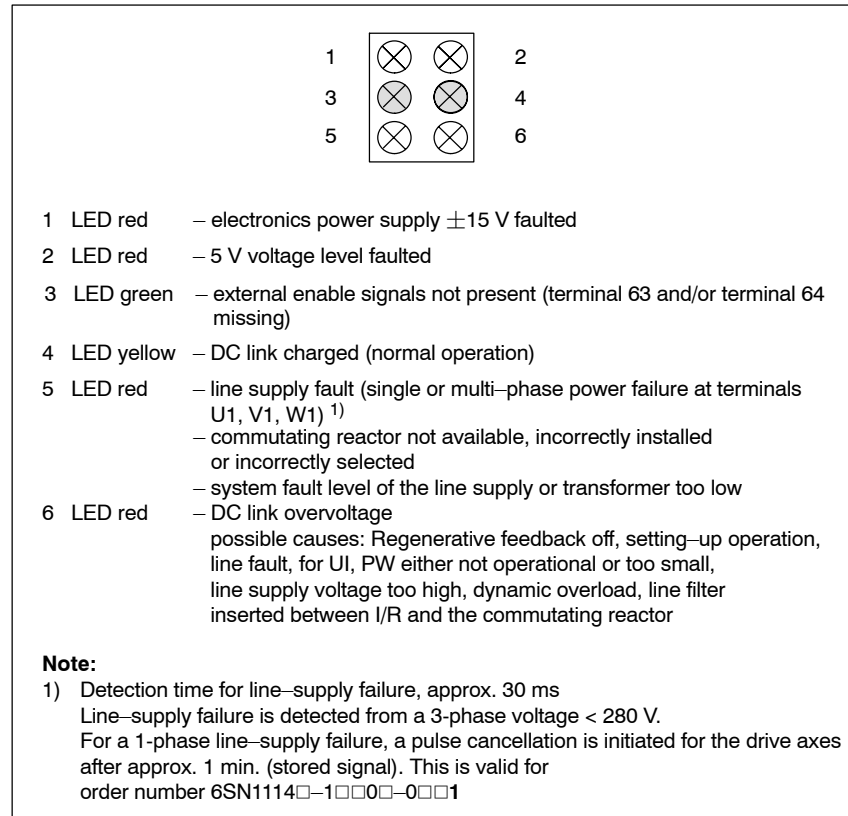 1 2
3 4
5 6
1 LED red – electronics power supply ±15 V faulted
2 LED red – 5 V voltage level faulted
3 LED green – external enable signals not present (terminal 63 and/or terminal 64
missing)
4 LED yellow – DC link charged (normal operation)
5 LED red – line supply fault (single or multi–phase power failure at terminals
U1, V1, W1) 1)
– commutating reactor not available, incorrectly installed
or incorrectly selected
– system fault level of the line supply or transformer too low
6 LED red – DC link overvoltage
possible causes: Regenerative feedback off, setting–up operation,
line fault, for UI, PW either not operational or too small,
line supply voltage too high, dynamic overload, line filter
inserted between I/R and the commutating reactor
Note:
1) Detection time for line–supply failure, approx. 30 ms
Line–supply failure is detected from a 3-phase voltage < 280 V.
For a 1-phase line–supply failure, a pulse cancellation is initiated for the drive axes
after approx. 1 min. (stored signal). This is valid for
order number 6SN1114□–1□□0□–0□□1